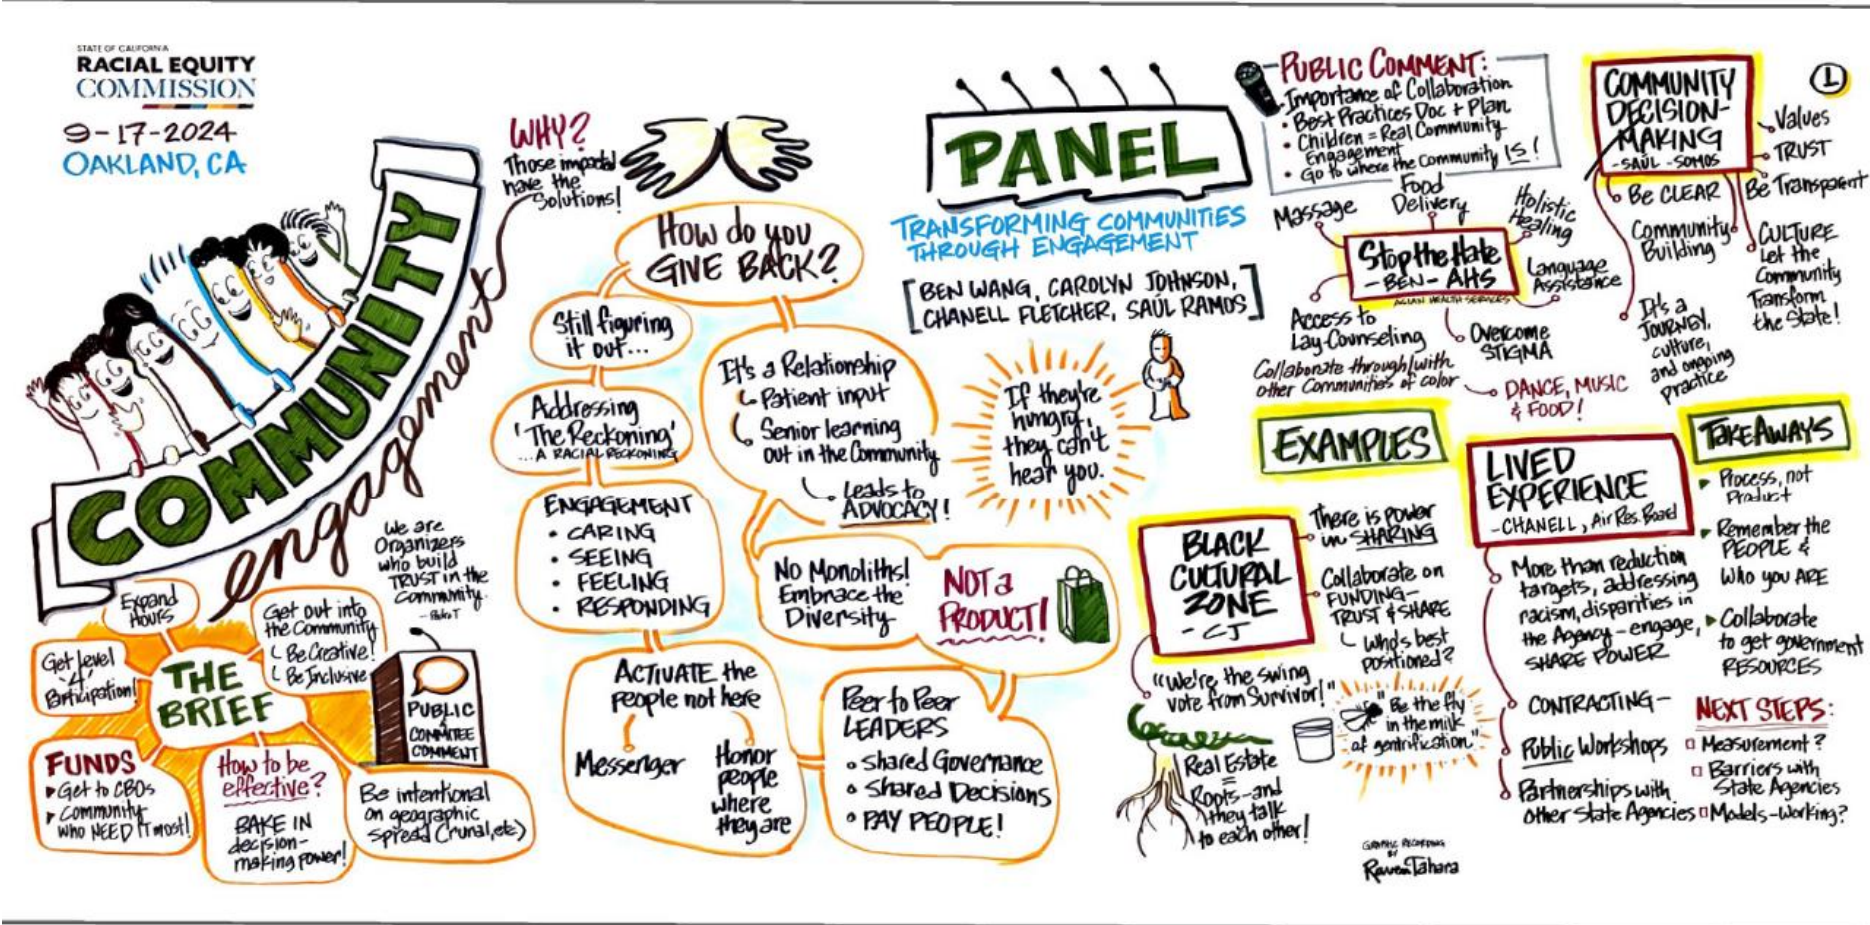 STATE OF CALIFORNIA
RACIAL EQUITY
COMMISSION
9-17-2024
OAKLAND, CA
COMMUNITY
engagement
WHY?
Those impacted
have the
Solutions!
We are
Organizers
who build
TRUST in the
Community.
THE
BRIEF
Expand
Hours
Get out into
the Community
Be Creative!
Be Inclusive
Get level
4
Participation!
FUNDS
Get to CBOs
Community
who NEED IT most!
How to be
effective?
BAKE IN
decision-
making power!
Be intentional
on geographic
spread (rural, etc)
PUBLIC
&
COMMITEE
COMMENT
How do you
GIVE BACK?
Still figuring
it out...
Addressing
'The Reckoning'
...A RACIAL RECKONING
ENGAGEMENT
• CARING
• SEEING
• FEELING
• RESPONDING
ACTIVATE the
people not here
Messenger
Honor
people
where
they are
It's a Relationship
Patient input
Senior learning
out in the Community
Leads to
ADVOCACY!
No Monoliths!
Embrace the
Diversity
NOT a
PRODUCT!
Peer to Peer
LEADERS
• Shared Governance
• Shared Decisions
• PAY PEOPLE!
PANEL
TRANSFORMING COMMUNITIES
THROUGH ENGAGEMENT
[BEN WANG, CAROLYN JOHNSON,
CHANELL FLETCHER, SAÚL RAMOS]
If they're
hungry,
they can't
hear you.
PUBLIC COMMENT:
• Importance of Collaboration
• Best Practices Doc + Plan
• Children = Real Community
Engagement
• Go to where the Community IS!
Stop the Hate
- BEN - AHS
ASIAN HEALTH SERVICES
Massage
Food
Delivery
Holistic
Healing
Language
Assistance
Overcome
STIGMA
Access to
Lay Counseling
Collaborate through/with
other Communities of color
DANCE, MUSIC
& FOOD!
COMMUNITY
DECISION-
MAKING
- SAÚL - SOMOS
Values
TRUST
Be Transparent
Be CLEAR
Community
Building
CULTURE
Let the
Community
Transform
the State!
It's a
JOURNEY,
culture,
and ongoing
practice
EXAMPLES
BLACK
CULTURAL
ZONE
- CJ
There is power
in SHARING
Collaborate on
FUNDING -
TRUST & SHARE
Who's best
positioned?
"We're the swing
vote from Survivor!"
"Be the fly
in the milk
of gentrification."
Real Estate
=
Roots - and
they talk
to each other!
LIVED
EXPERIENCE
- CHANELL, Air Res. Board
More than reduction
targets, addressing
racism, disparities in
the Agency - engage,
SHARE POWER
CONTRACTING -
Public Workshops
Partnerships with
other State Agencies
TAKEAWAYS
Process, not
Product
Remember the
PEOPLE &
Who you ARE
Collaborate
to get government
RESOURCES
NEXT STEPS:
Measurement?
Barriers with
State Agencies
Models - Working?
GRAPHIC RECORDING
BY
Raven Tahara